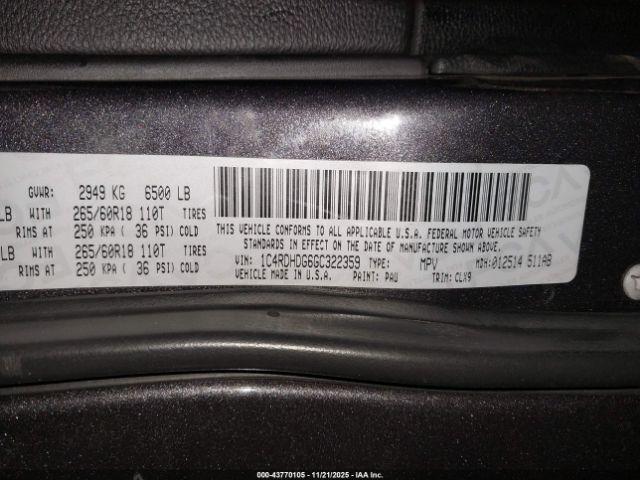 GVWR: 2949 KG 6500 LB
LB WITH 265/60R18 110T TIRES
RIMS AT 250 KPA ( 36 PSI) COLD
LB WITH 265/60R18 110T TIRES
RIMS AT 250 KPA ( 36 PSI) COLD
THIS VEHICLE CONFORMS TO ALL APPLICABLE U.S.A. FEDERAL MOTOR VEHICLE SAFETY
STANDARDS IN EFFECT ON THE DATE OF MANUFACTURE SHOWN ABOVE.
VIN: 1C4RDHDG6GC322359 TYPE: MPV MDH:012514 511AB
VEHICLE MADE IN U.S.A. PAINT: PAU TRIM: CLX9
000-43770105 - 11/21/2025 - IAAI, Inc.